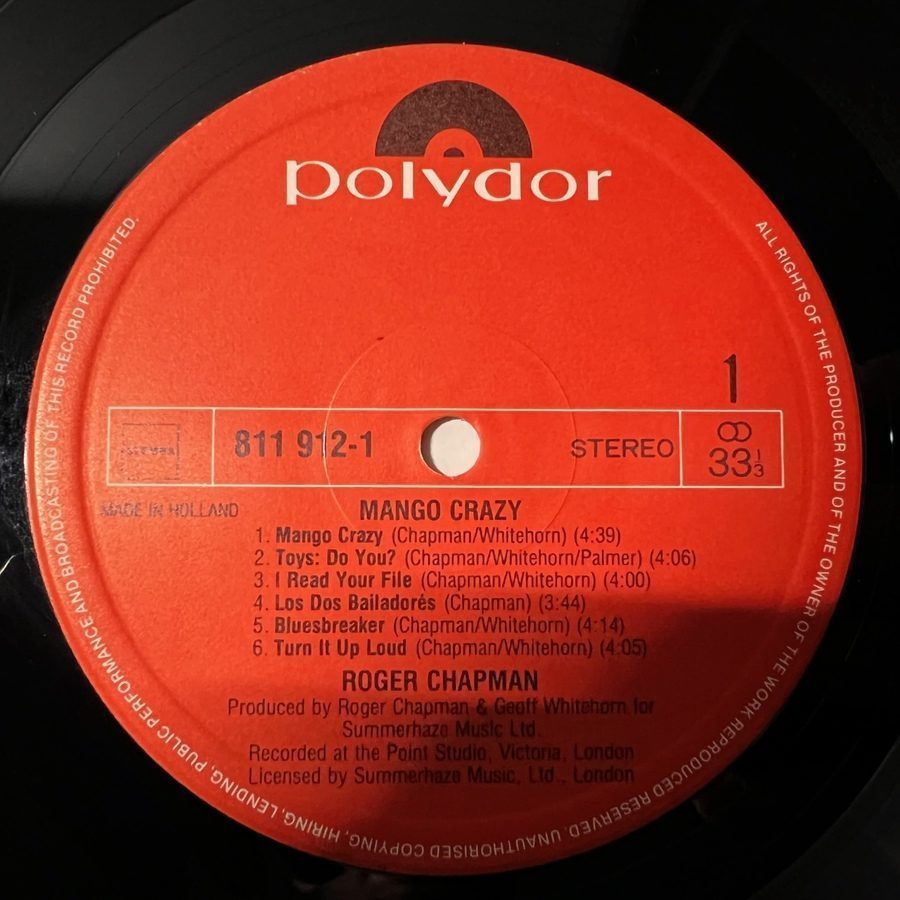 polydor
1
811 912-1
STEREO
33 1/3
MADE IN HOLLAND
MANGO CRAZY
1. Mango Crazy (Chapman/Whitehorn) (4:39)
2. Toys: Do You? (Chapman/Whitehorn/Palmer) (4:06)
3. I Read Your File (Chapman/Whitehorn) (4:00)
4. Los Dos Bailadorés (Chapman) (3:44)
5. Bluesbreaker (Chapman/Whitehorn) (4:14)
6. Turn It Up Loud (Chapman/Whitehorn) (4:05)
ROGER CHAPMAN
Produced by Roger Chapman & Geoff Whitehorn for
Summerhaze Music Ltd.
Recorded at the Point Studio, Victoria, London
Licensed by Summerhaze Music, Ltd., London
ALL RIGHTS OF THE PRODUCER AND OF THE OWNER OF THE WORK REPRODUCED RESERVED. UNAUTHORISED COPYING, HIRING, LENDING, PUBLIC PERFORMANCE AND BROADCASTING OF THIS RECORD PROHIBITED.